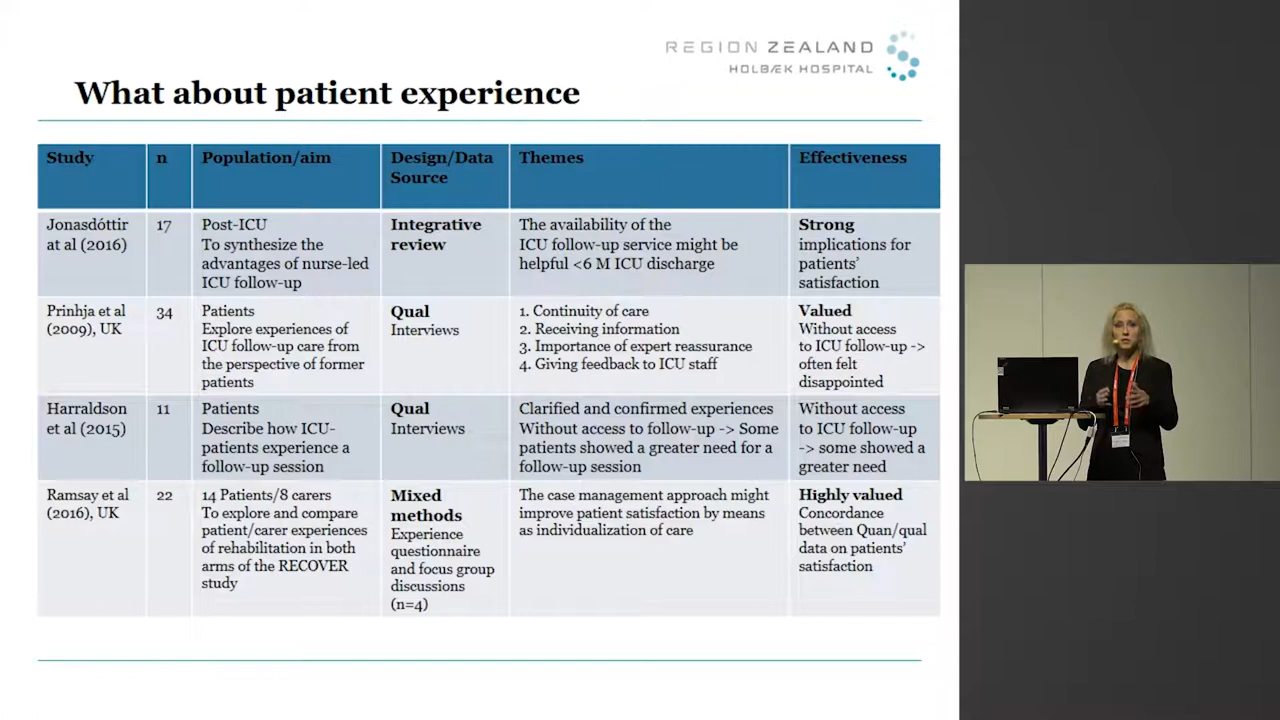 REGION ZEALAND
HOLBÆK HOSPITAL
What about patient experience
Study
n
Population/aim
Design/Data
Source
Themes
Effectiveness
Jonasdóttir
at al (2016)
17
Post-ICU
To synthesize the
advantages of nurse-led
ICU follow-up
Integrative
review
The availability of the
ICU follow-up service might be
helpful <6 M ICU discharge
Strong
implications for
patients’
satisfaction
Prinhja et al
(2009), UK
34
Patients
Explore experiences of
ICU follow-up care from
the perspective of former
patients
Qual
Interviews
1. Continuity of care
2. Receiving information
3. Importance of expert reassurance
4. Giving feedback to ICU staff
Valued
Without access
to ICU follow-up ->
often felt
disappointed
Harraldson
et al (2015)
11
Patients
Describe how ICU-
patients experience a
follow-up session
Qual
Interviews
Clarified and confirmed experiences
Without access to follow-up -> Some
patients showed a greater need for a
follow-up session
Without access
to ICU follow-up
-> some showed a
greater need
Ramsay et al
(2016), UK
22
14 Patients/8 carers
To explore and compare
patient/carer experiences
of rehabilitation in both
arms of the RECOVER
study
Mixed
methods
Experience
questionnaire
and focus group
discussions
(n=4)
The case management approach might
improve patient satisfaction by means
as individualization of care
Highly valued
Concordance
between Quan/qual
data on patients’
satisfaction